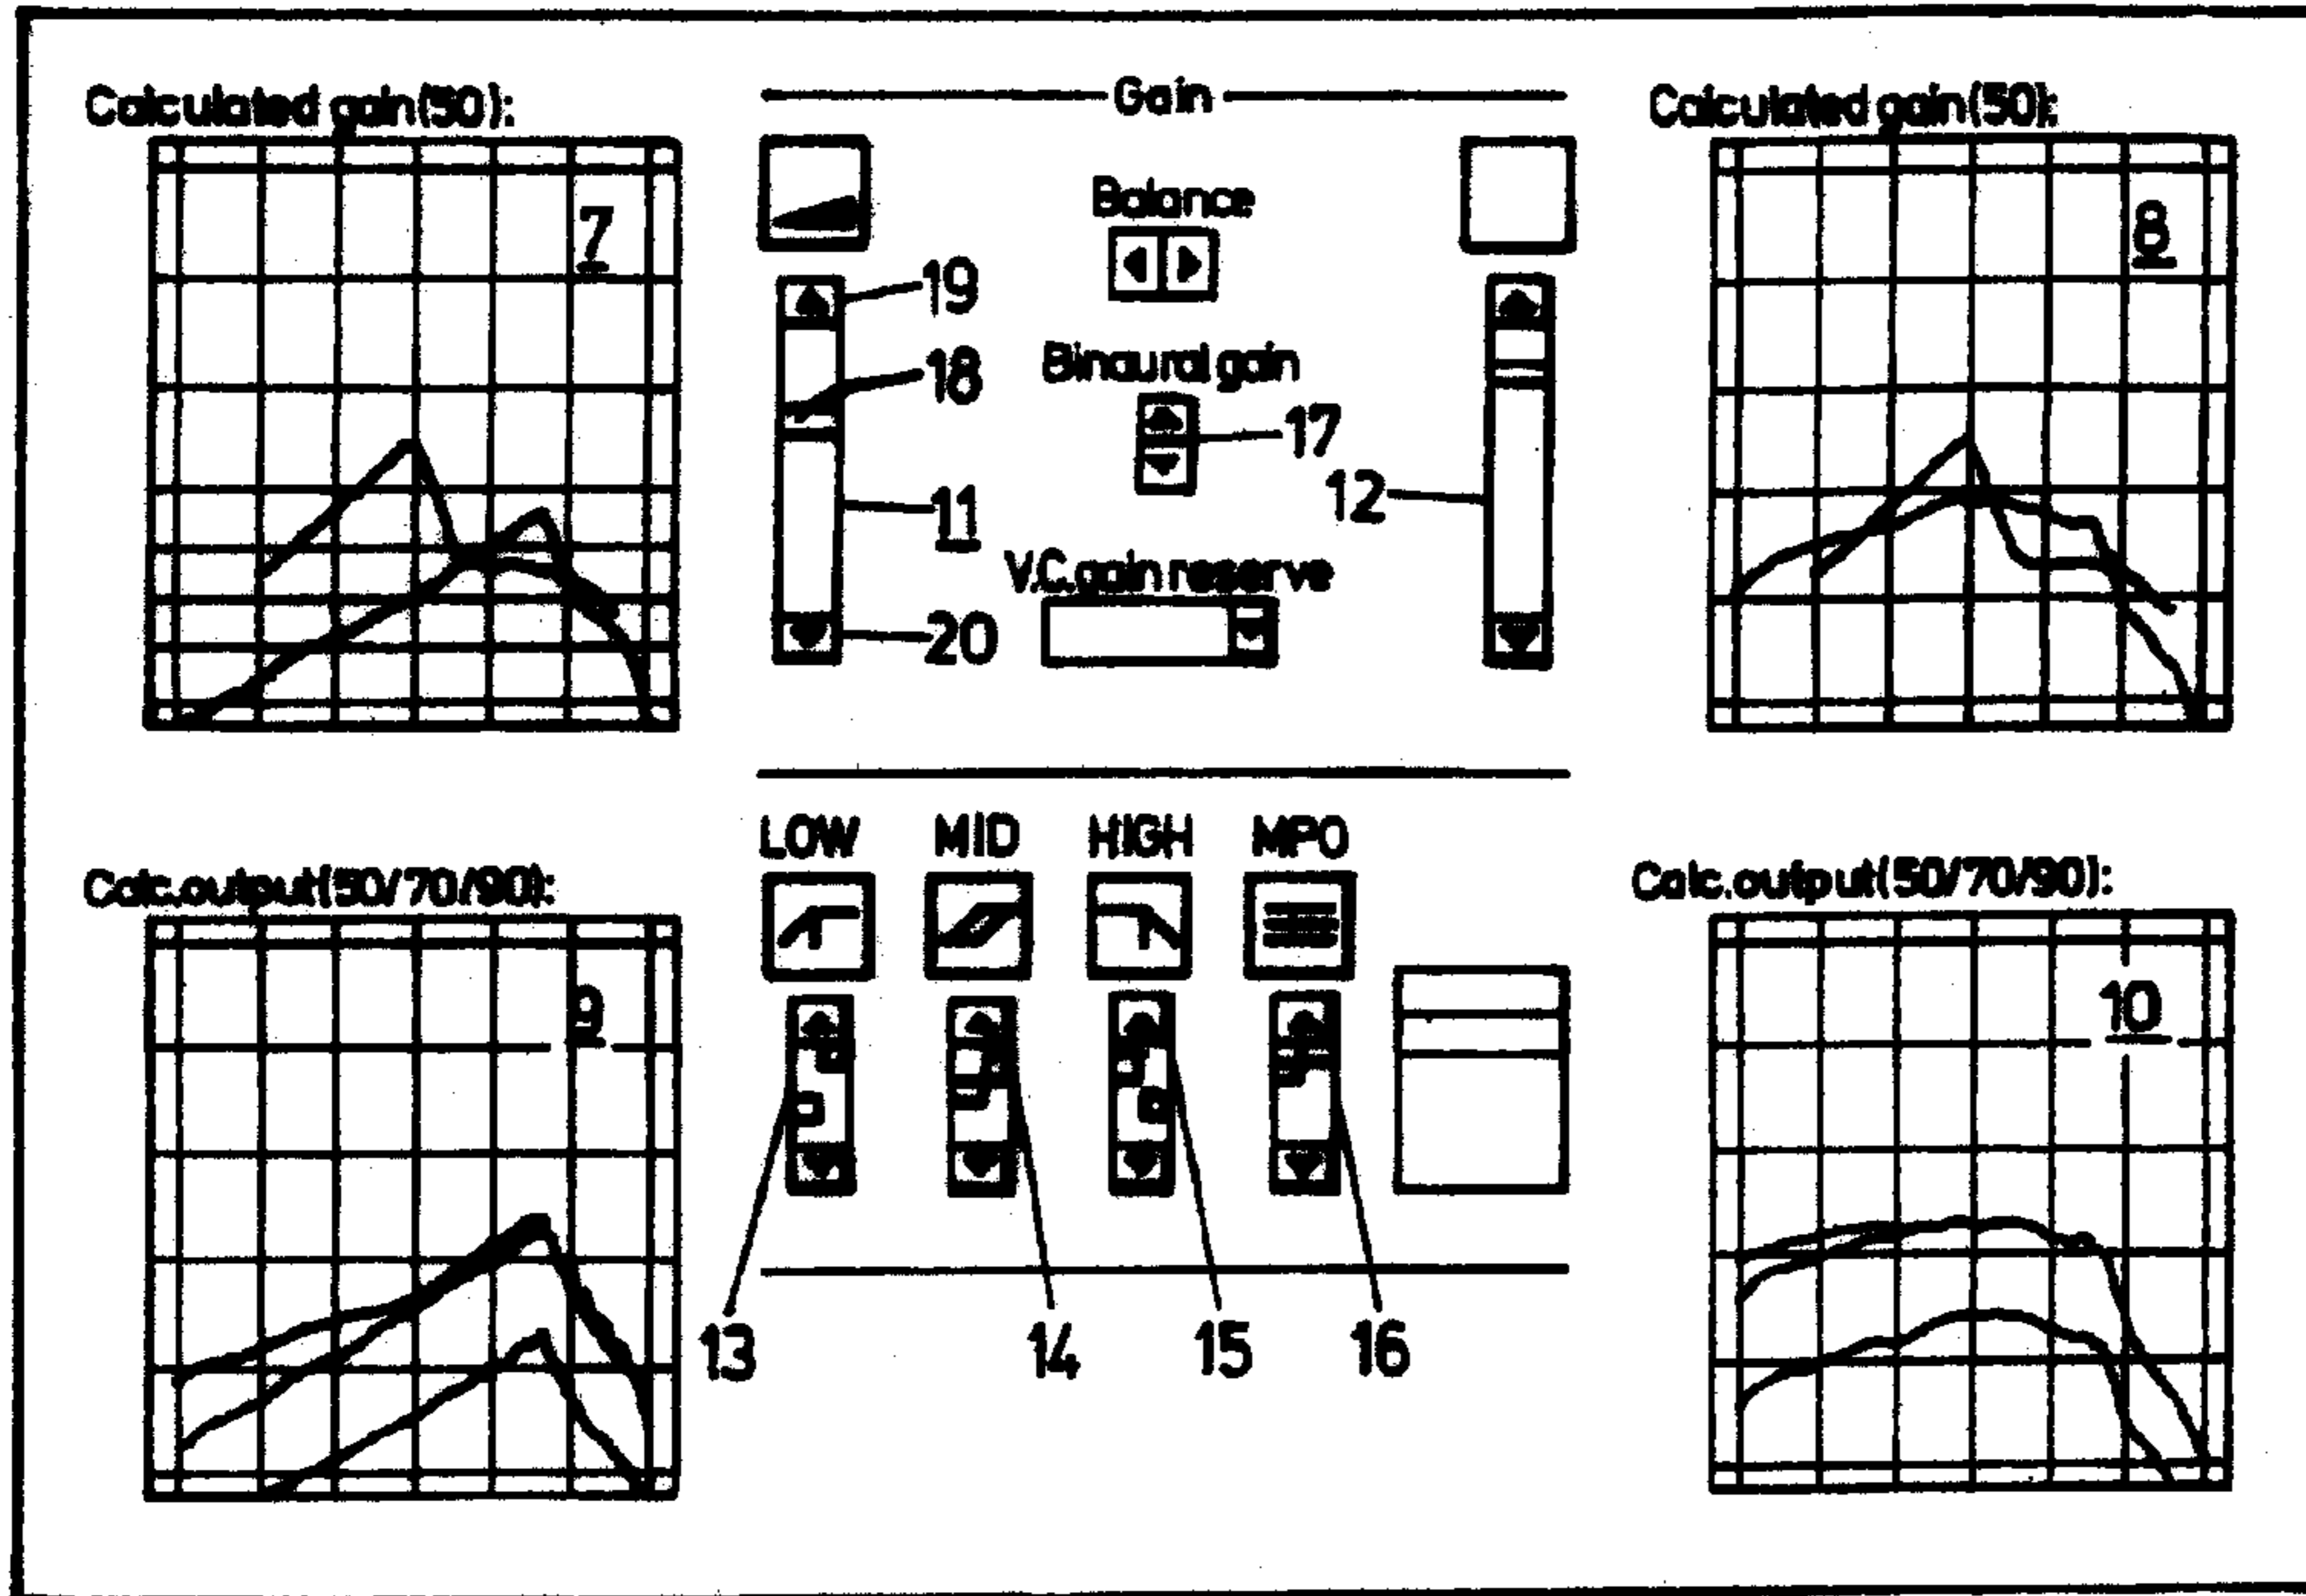 Calculated gain(50):
Gain
Calculated gain(50):
7
Balance
8
19
18
Binaural gain
17
11
12
V.C.gain reserve
20
LOW MID HIGH MPO
Calc.output(50/70/90):
Calc.output(50/70/90):
9
10
13 14 15 16